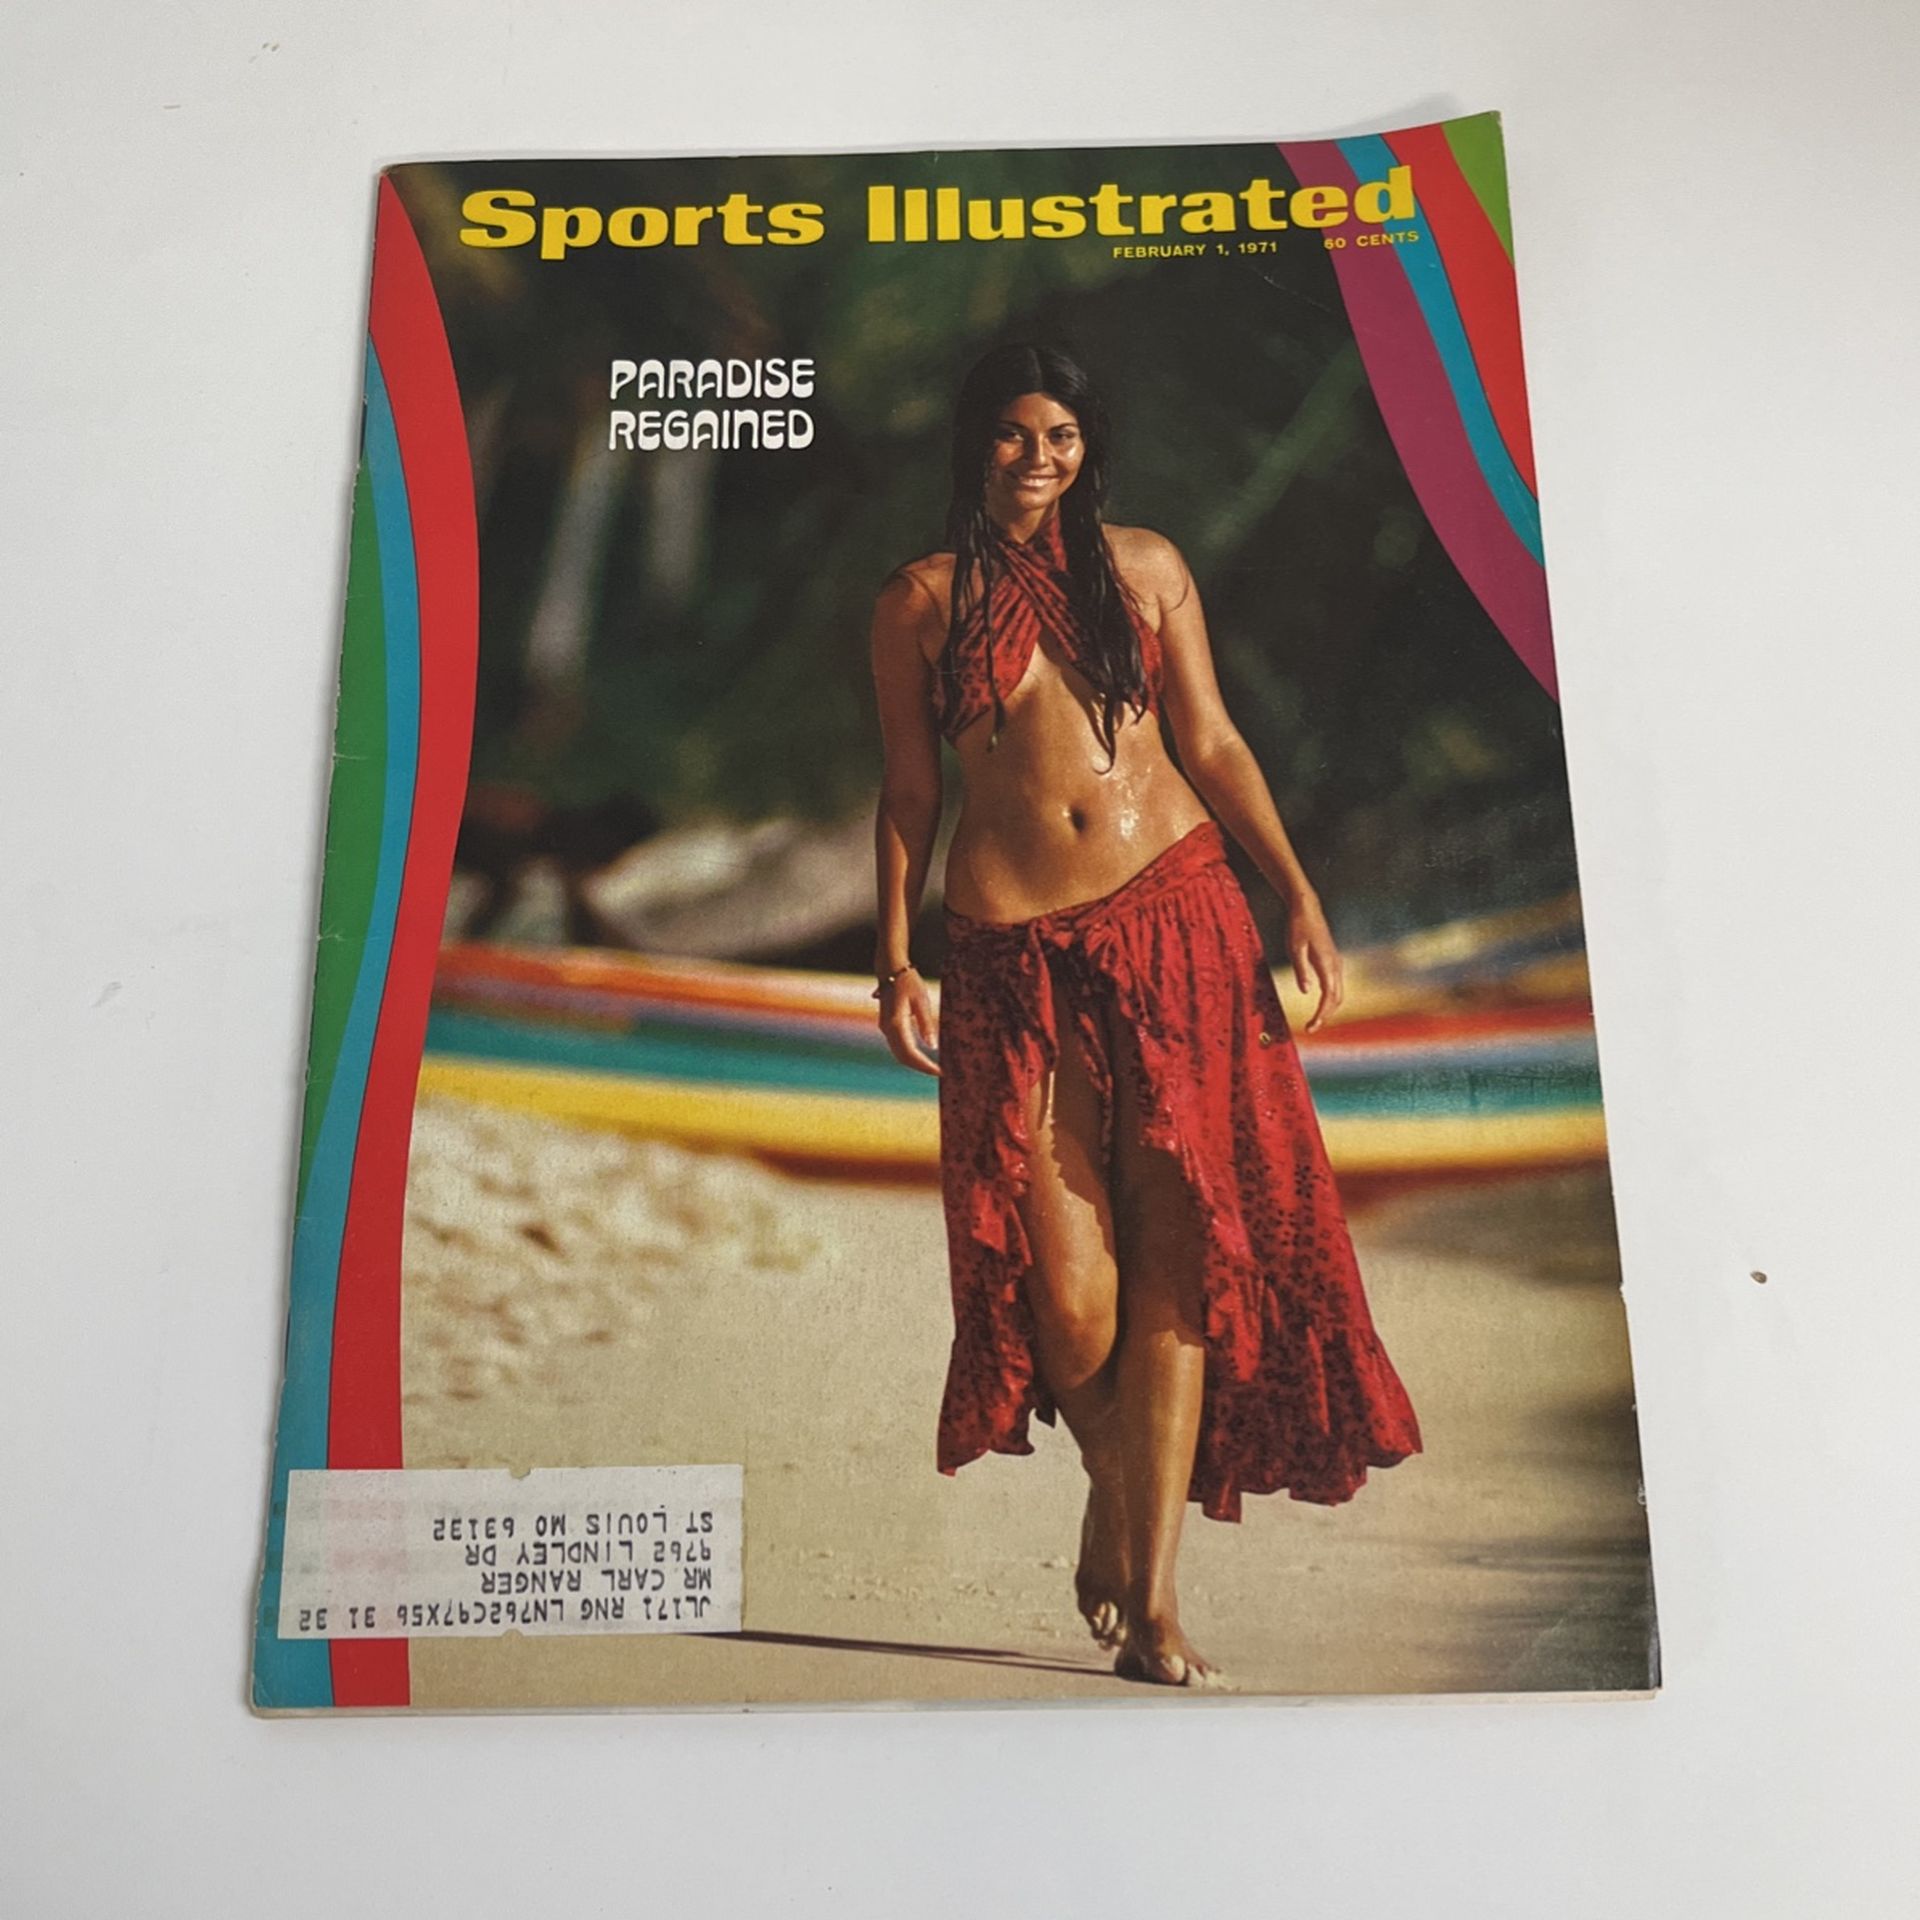 Sports Illustrated
FEBRUARY 1, 1971 60 CENTS
PARADISE
REGAINED
JL171 RNG LN762C97X56 31 32
MR CARL RANGER
9762 LINDLEY DR
ST LOUIS MO 63132